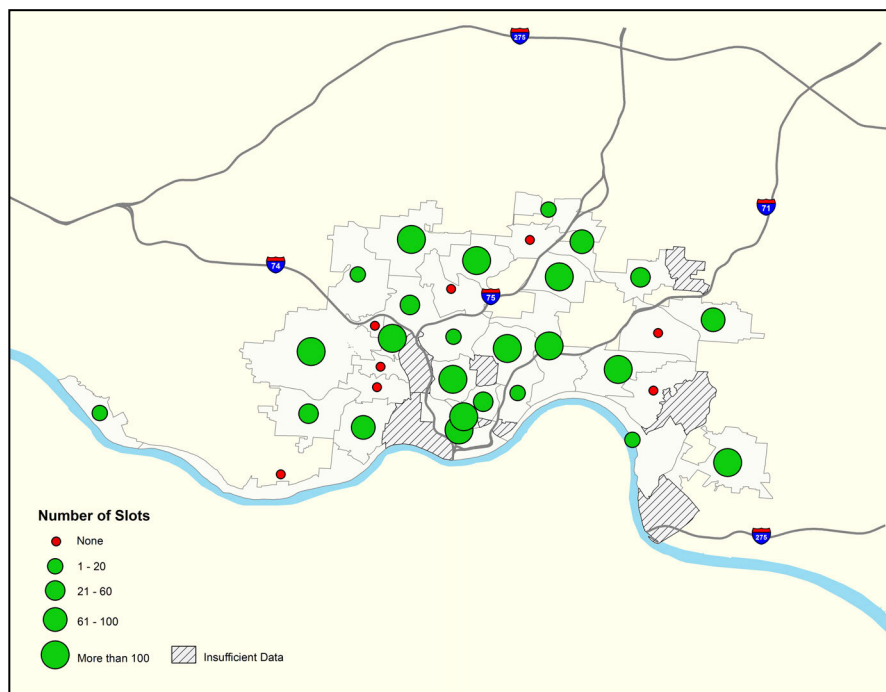 275
71
74
75
275
Number of Slots
None
1 - 20
21 - 60
61 - 100
More than 100
Insufficient Data